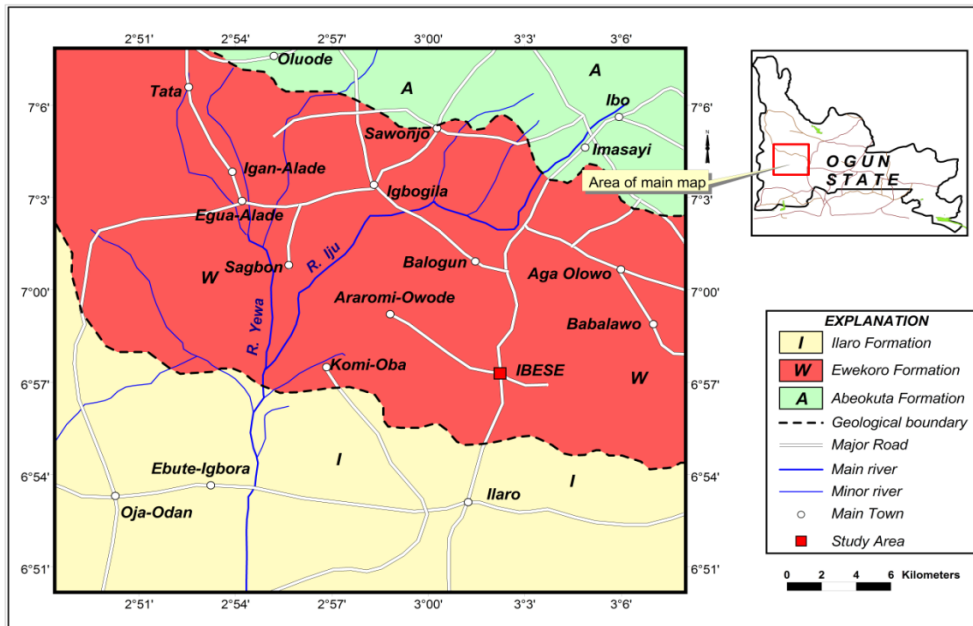 2°51' 2°54' 2°57' 3°00' 3°3' 3°6'
Oluode
A
A
Tata
Ibo
7°6' 7°6'
Sawonjo
N
Imasayi
Igan-Alade
Igbogila
7°3' 7°3'
Egua-Alade
R. Iju
Sagbon
Balogun
Aga Olowo
W
7°00' 7°00'
Araromi-Owode
R. Yewa
Babalawo
Komi-Oba
IBESE
W
6°57' 6°57'
I
Ebute-Igbora
I
6°54' 6°54'
Oja-Odan
Ilaro
6°51' 6°51'
2°51' 2°54' 2°57' 3°00' 3°3' 3°6'
OGUN
STATE
Area of main map
EXPLANATION
I Ilaro Formation
W Ewekoro Formation
A Abeokuta Formation
Geological boundary
Major Road
Main river
Minor river
Main Town
Study Area
0 2 4 6 Kilometers